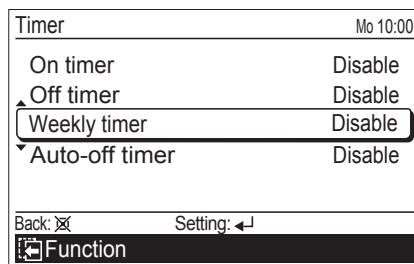 Timer Mo 10:00
On timer Disable
Off timer Disable
Weekly timer Disable
Auto-off timer Disable
Back: Setting:
Function